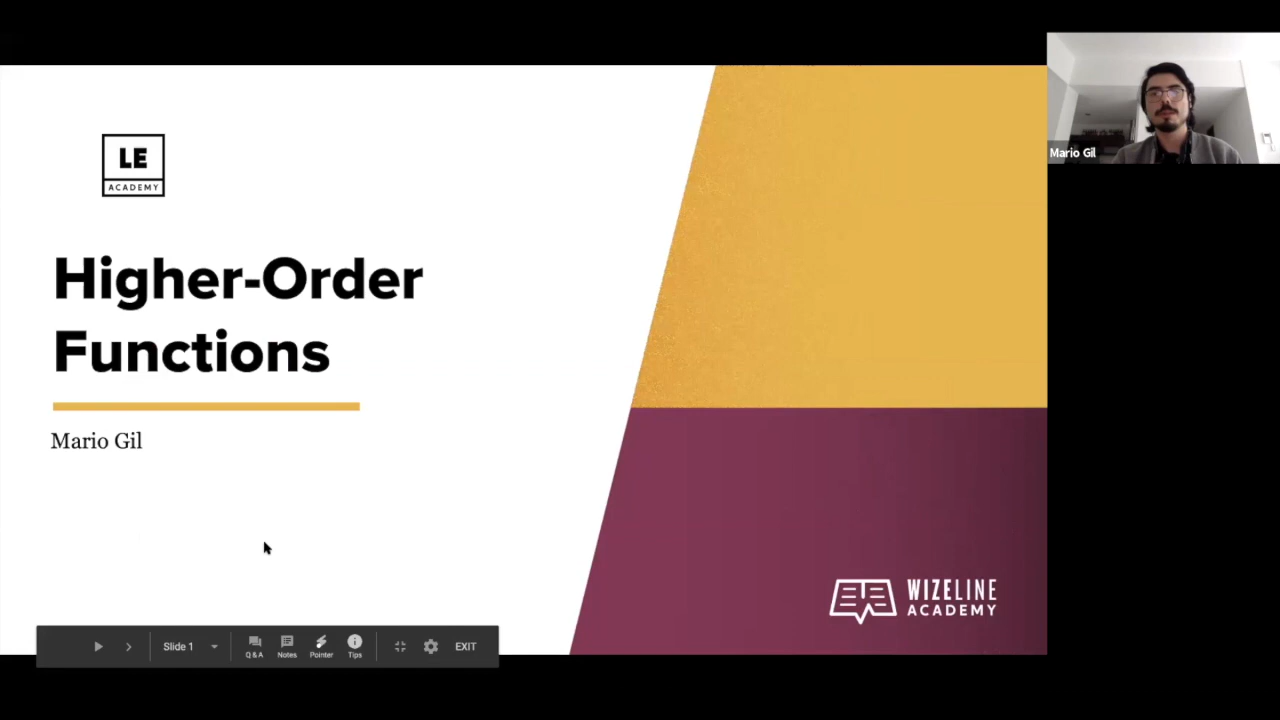 LE
ACADEMY
Higher-Order
Functions
Mario Gil
WIZELINE
ACADEMY
Slide 1
Q & A
Notes
Pointer
Tips
EXIT
Mario Gil